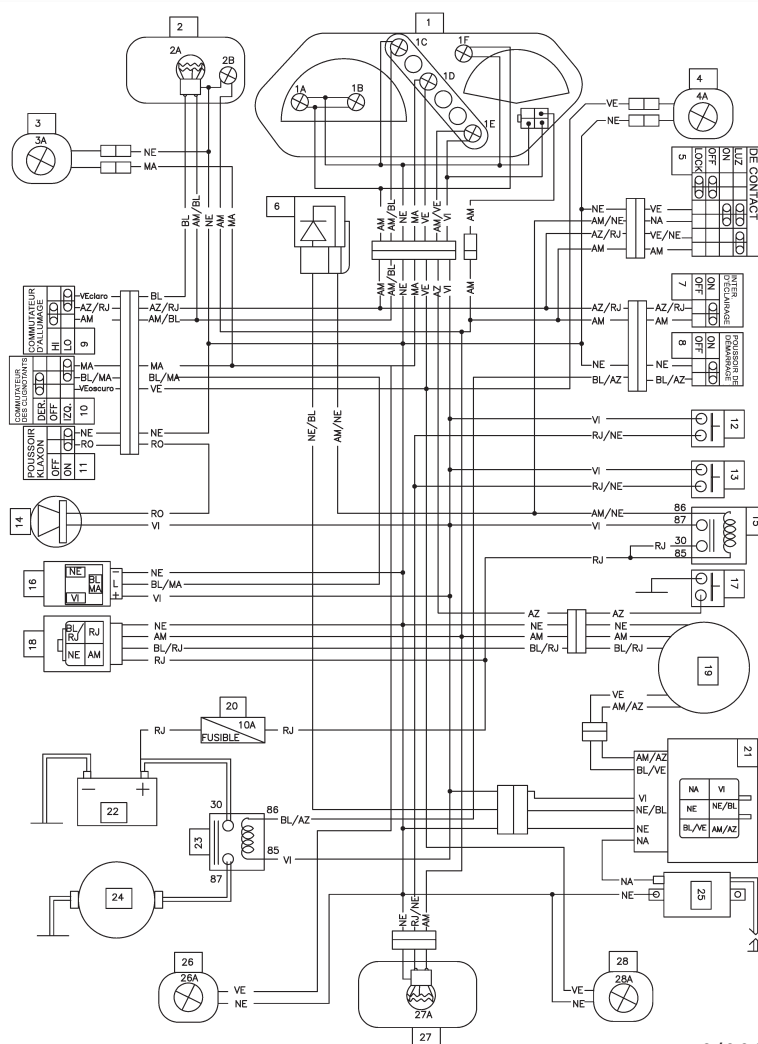 1
2
2A
2B
1C
1F
1D
1A
1B
1E
3
3A
NE
MA
4
4A
VE
NE
5
DE CONTACT
LUZ
ON
OFF
LOCK
BL
AM/BL
NE
AM
MA
6
AM
AM/BL
NE
MA
VE
AM/VE
VI
AM
AM
AM/BL
NE
MA
VE
AZ
VI
AM
NE
AM/NE
AZ/RJ
AM
VE
NA
VE/NE
AM
COMMUTATEUR D'ALLUMAGE
HI
LO
9
VEclaro
AZ/RJ
AM
BL
AZ/RJ
AM/BL
7
INTER D'ÉCLAIRAGE
ON
OFF
AZ/RJ
AM
AZ/RJ
AM
8
POUSSOIR DE DÉMARRAGE
ON
OFF
NE
BL/AZ
NE
BL/AZ
COMMUTATEUR DES CLIGNOTANTS
DER.
OFF
IZQ.
10
MA
BL/MA
VEoscuro
MA
BL/MA
VE
POUSSOIR KLAXON
OFF
ON
11
NE
RO
NE
RO
NE/BL
AM/NE
VI
RJ/NE
12
VI
RJ/NE
13
14
RO
VI
AM/NE
VI
86
87
30
85
RJ
RJ
15
16
NE
BL
MA
VI
−
L
+
NE
BL/MA
VI
17
18
BL/
RJ
RJ
NE
AM
NE
AM
BL/RJ
RJ
AZ
NE
AM
BL/RJ
AZ
NE
AM
BL/RJ
19
20
10A
FUSIBLE
RJ
RJ
VE
AM/AZ
21
AM/AZ
BL/VE
VI
NE/BL
NE
NA
NA
VI
NE
NE/BL
BL/VE
AM/AZ
22
−
+
23
30
87
86
BL/AZ
85
VI
24
NA
NE
25
NE
RJ/NE
AM
26
26A
VE
NE
27A
27
28
28A
VE
NE